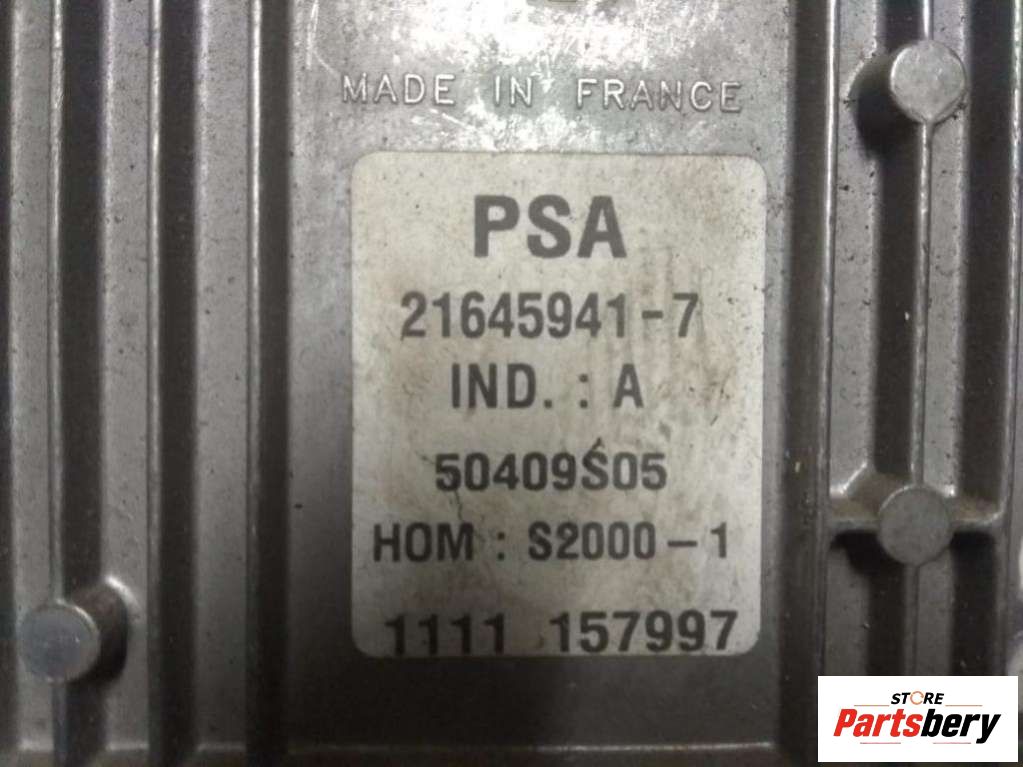 MADE IN FRANCE
PSA
21645941-7
IND. : A
50409S05
HOM : S2000-1
1111 157997
STORE
Partsbery